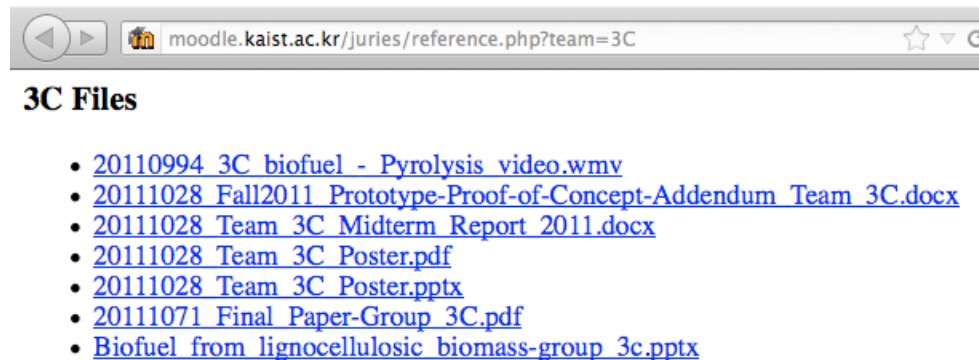 moodle.kaist.ac.kr/juries/reference.php?team=3C
3C Files
20110994_3C_biofuel_-_Pyrolysis_video.wmv
20111028_Fall2011_Prototype-Proof-of-Concept-Addendum_Team_3C.docx
20111028_Team_3C_Midterm_Report_2011.docx
20111028_Team_3C_Poster.pdf
20111028_Team_3C_Poster.pptx
20111071_Final_Paper-Group_3C.pdf
Biofuel_from_lignocellulosic_biomass-group_3c.pptx